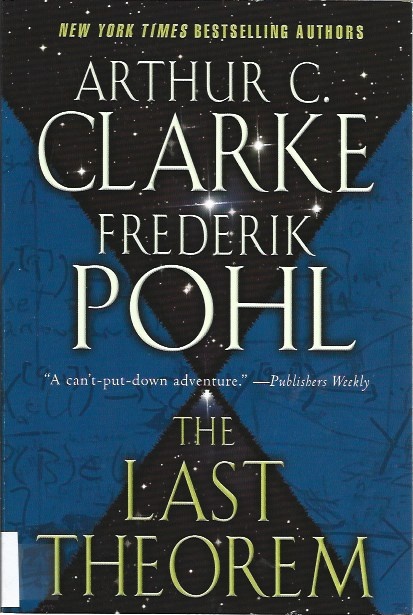 NEW YORK TIMES BESTSELLING AUTHORS
ARTHUR C.
CLARKE
FREDERIK
POHL
"A can't-put-down adventure." —Publishers Weekly
THE
LAST
THEOREM